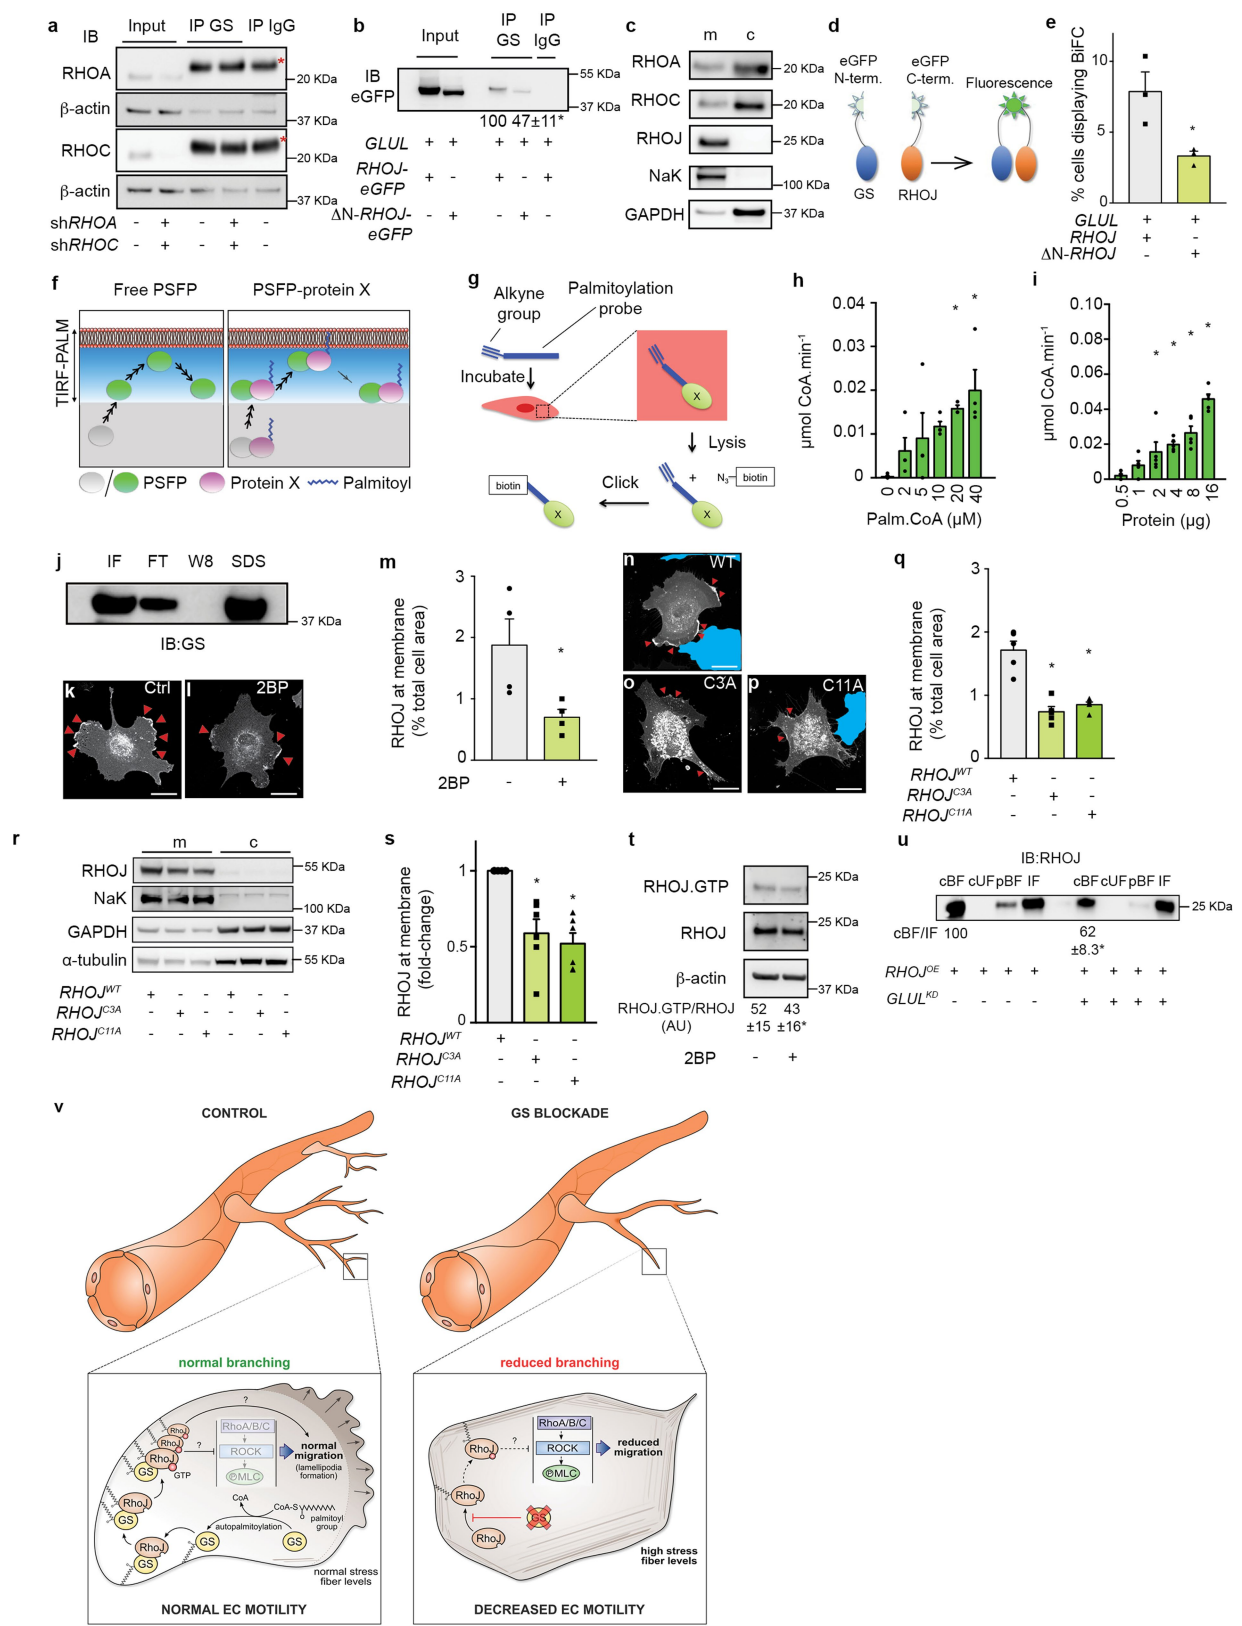 a
IB
Input
IP GS
IP IgG
RHOA
*
20 KDa
β-actin
37 KDa
RHOC
*
20 KDa
β-actin
37 KDa
shRHOA - + - + -
shRHOC - + - + -
b
Input
IP GS
IP IgG
IB
eGFP
55 KDa
37 KDa
100 47±11*
GLUL + + + + +
RHOJ-eGFP + - + - +
ΔN-RHOJ-eGFP - + - + -
c
m c
RHOA
20 KDa
RHOC
20 KDa
RHOJ
25 KDa
NaK
100 KDa
GAPDH
37 KDa
d
eGFP N-term.
eGFP C-term.
Fluorescence
GS
RHOJ
e
% cells displaying BiFC
10
5
0
*
GLUL + +
RHOJ + -
ΔN-RHOJ - +
f
Free PSFP
PSFP-protein X
TIRF-PALM
/ PSFP Protein X Palmitoyl
g
Alkyne group
Palmitoylation probe
Incubate
X
Lysis
+
N3 biotin
X
Click
biotin
X
h
µmol CoA.min-1
0.04
0.03
0.02
0.01
0
* *
0 2 5 10 20 40
Palm.CoA (µM)
i
µmol CoA.min-1
0.10
0.08
0.06
0.04
0.02
0
* * * *
0.5 1 2 4 8 16
Protein (µg)
j
IF FT W8 SDS
37 KDa
IB:GS
k
Ctrl
l
2BP
m
RHOJ at membrane
(% total cell area)
3
2
1
0
*
2BP - +
n
WT
o
C3A
p
C11A
q
RHOJ at membrane
(% total cell area)
3
2
1
0
* *
RHOJWT + - -
RHOJC3A - + -
RHOJC11A - - +
r
m c
RHOJ
55 KDa
NaK
100 KDa
GAPDH
37 KDa
α-tubulin
55 KDa
RHOJWT + - - + - -
RHOJC3A - + - - + -
RHOJC11A - - + - - +
s
RHOJ at membrane
(fold-change)
1
0.5
0
* *
RHOJWT + - -
RHOJC3A - + -
RHOJC11A - - +
t
RHOJ.GTP
25 KDa
RHOJ
25 KDa
β-actin
37 KDa
RHOJ.GTP/RHOJ
(AU)
52 ±15
43 ±16*
2BP - +
u
IB:RHOJ
cBF cUF pBF IF cBF cUF pBF IF
25 KDa
cBF/IF 100 62
±8.3*
RHOJOE + + + + + + + +
GLULKD - - - - + + + +
v
CONTROL
GS BLOCKADE
normal branching
reduced branching
RhoJ
RhoJ
RhoJ
GS
GTP
?
?
RhoA/B/C
ROCK
P MLC
normal
migration
(lamellipodia
formation)
RhoJ
GS
RhoJ
GS
CoA
CoA-S
palmitoyl
group
autopalmitoylation
GS
GS
normal stress
fiber levels
NORMAL EC MOTILITY
RhoJ
?
RhoA/B/C
ROCK
P MLC
reduced
migration
RhoJ
GS
RhoJ
high stress
fiber levels
DECREASED EC MOTILITY